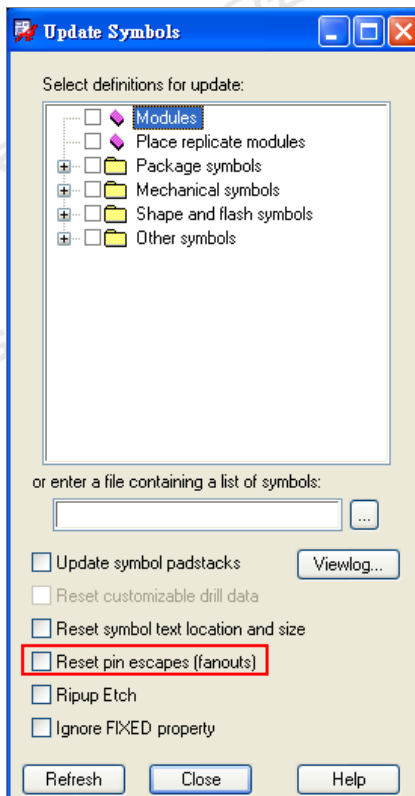 Update Symbols
Select definitions for update:
Modules
Place replicate modules
Package symbols
Mechanical symbols
Shape and flash symbols
Other symbols
or enter a file containing a list of symbols:
...
Update symbol padstacks
Viewlog...
Reset customizable drill data
Reset symbol text location and size
Reset pin escapes (fanouts)
Ripup Etch
Ignore FIXED property
Refresh Close Help